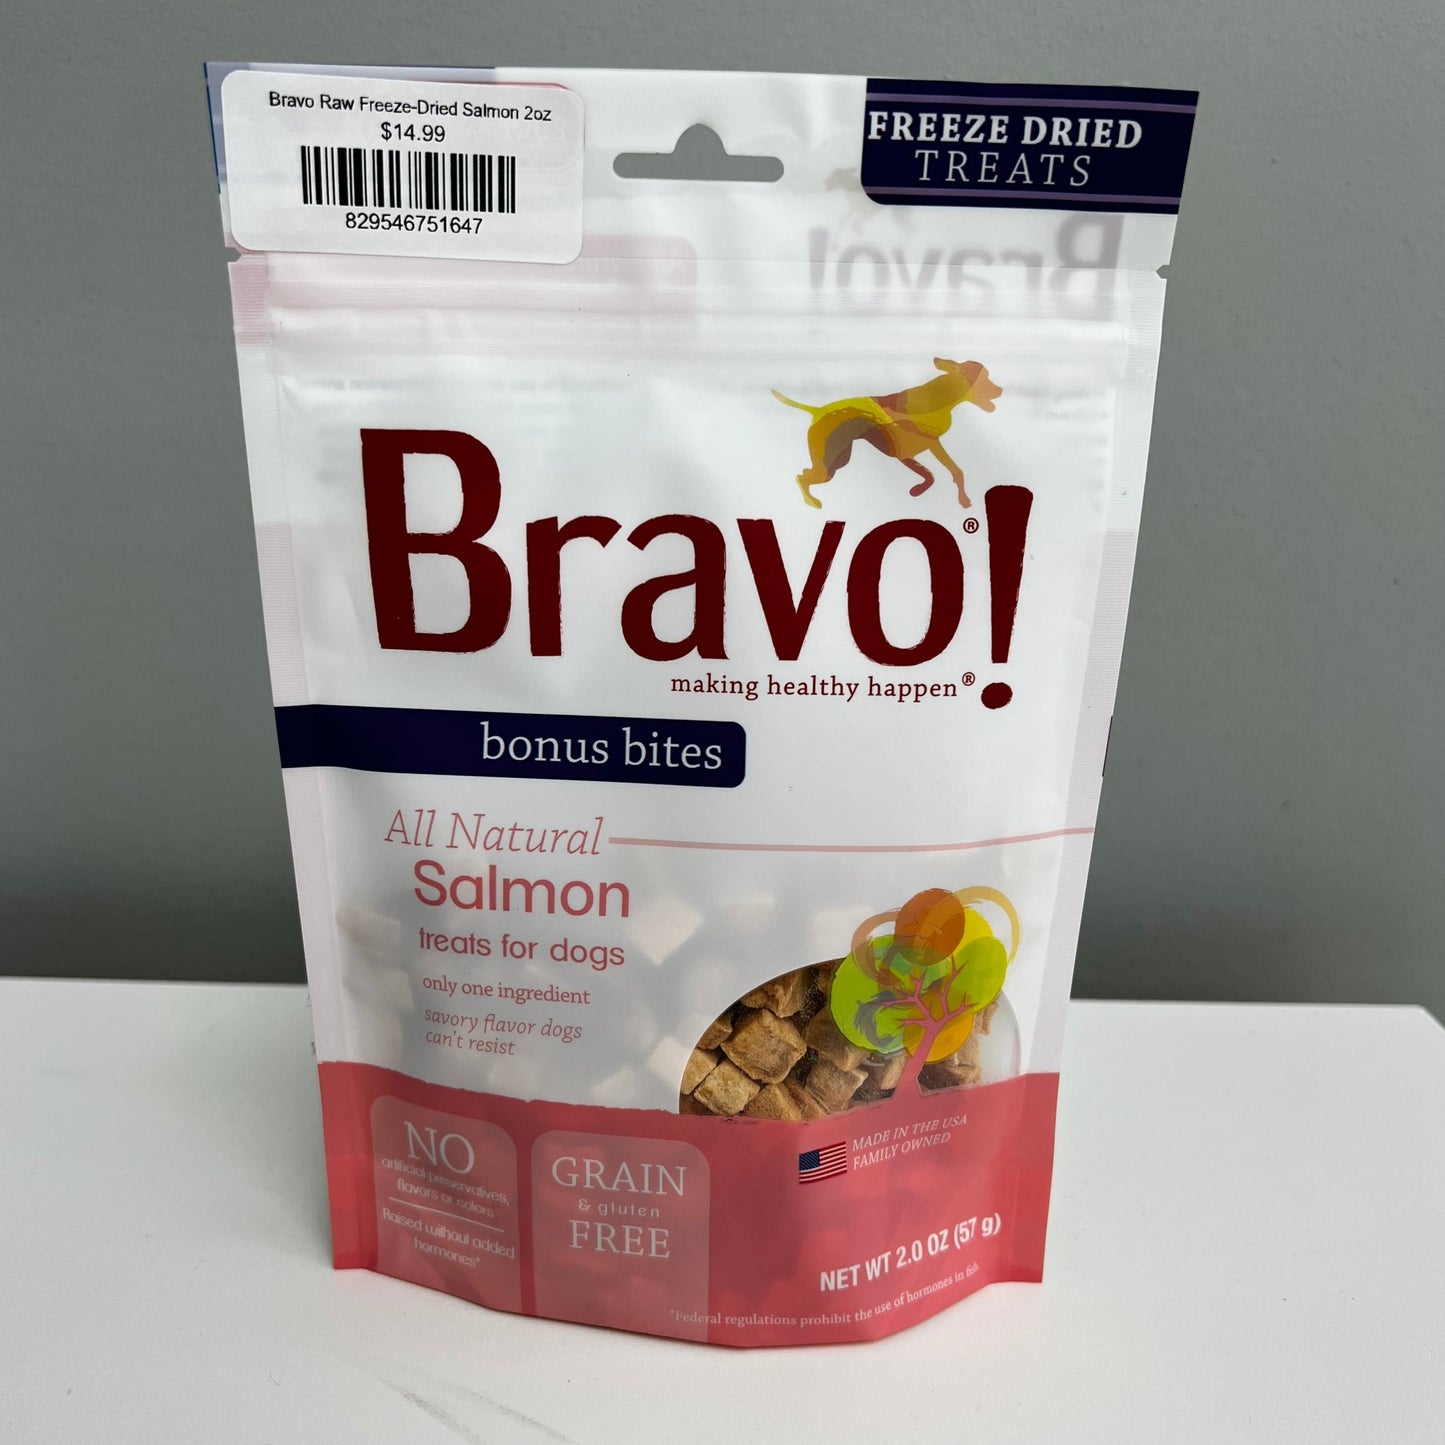 Bravo Raw Freeze-Dried Salmon 2oz
$14.99
829546751647
FREEZE DRIED
TREATS
Bravo!
Bravo!®
making healthy happen®
bonus bites
All Natural
Salmon
treats for dogs
only one ingredient
savory flavor dogs
can't resist
NO
artificial preservatives,
flavors or colors
Raised without added
hormones*
GRAIN
& gluten
FREE
MADE IN THE USA
FAMILY OWNED
NET WT 2.0 OZ (57 g)
*Federal regulations prohibit the use of hormones in fish